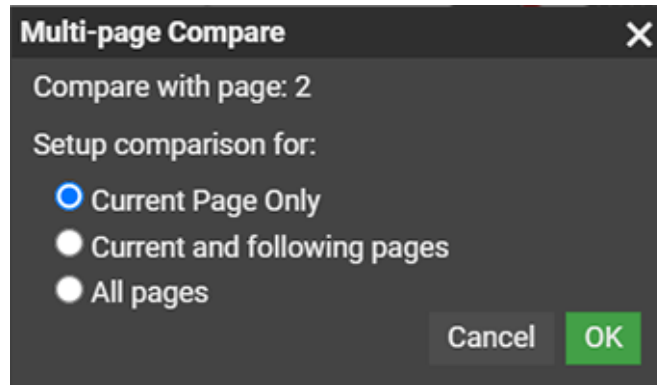 Multi-page Compare
Compare with page: 2
Setup comparison for:
Current Page Only
Current and following pages
All pages
Cancel OK